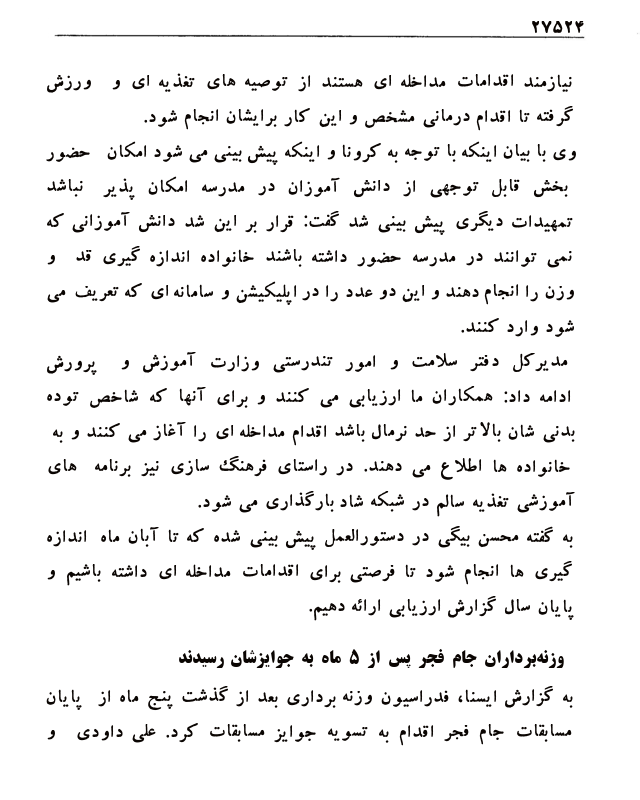 ۲۷۵۲۴
نیازمند اقدامات مداخله ای هستند از توصیه های تغذیه ای و ورزش
گرفته تا اقدام درمانی مشخص و این کار برایشان انجام شود.
وی با بیان اینکه با توجه به کرونا و اینکه پیش بینی می شود امکان حضور
بخش قابل توجهی از دانش آموزان در مدرسه امکان پذیر نباشد
تمهیدات دیگری پیش بینی شد گفت: قرار بر این شد دانش آموزانی که
نمی توانند در مدرسه حضور داشته باشند خانواده اندازه گیری قد و
وزن را انجام دهند و این دو عدد را در اپلیکیشن و سامانه ای که تعریف می
شود وارد کنند.
مدیرکل دفتر سلامت و امور تندرستی وزارت آموزش و پرورش
ادامه داد: همکاران ما ارزیابی می کنند و برای آنها که شاخص توده
بدنی شان بالاتر از حد نرمال باشد اقدام مداخله ای را آغاز می کنند و به
خانواده ها اطلاع می دهند. در راستای فرهنگ سازی نیز برنامه های
آموزشی تغذیه سالم در شبکه شاد بارگذاری می شود.
به گفته محسن بیگی در دستورالعمل پیش بینی شده که تا آبان ماه اندازه
گیری ها انجام شود تا فرصتی برای اقدامات مداخله ای داشته باشیم و
پایان سال گزارش ارزیابی ارائه دهیم.
وزنه‌برداران جام فجر پس از ۵ ماه به جوایزشان رسیدند
به گزارش ایسنا، فدراسیون وزنه برداری بعد از گذشت پنج ماه از پایان
مسابقات جام فجر اقدام به تسویه جوایز مسابقات کرد. علی داودی و